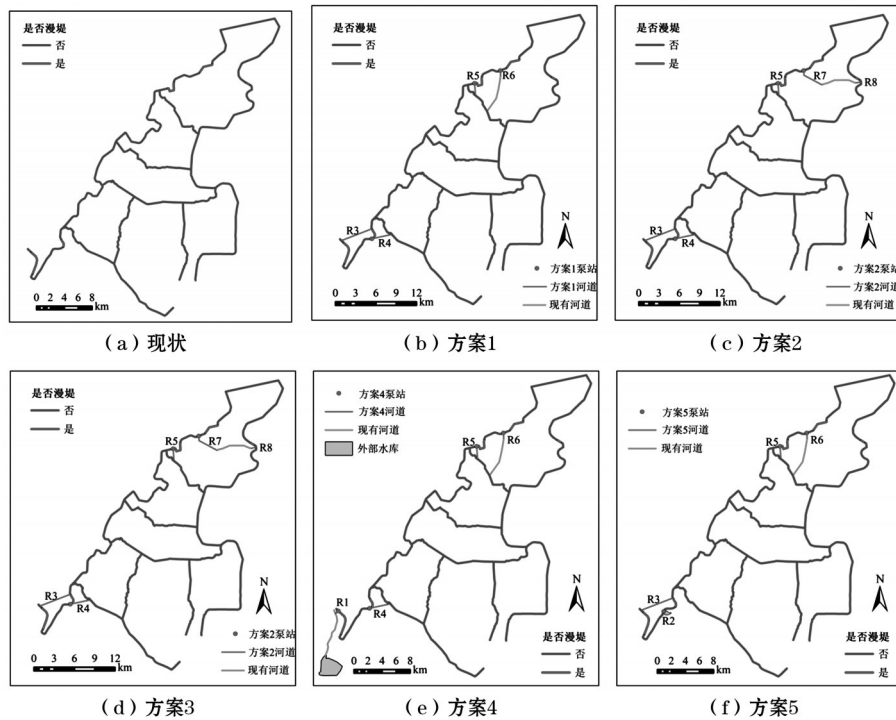 是否漫堤
否
是
0 2 4 6 8
km
(a)现状
是否漫堤
否
是
R5
R6
R3
R4
N
方案1泵站
方案1河道
现有河道
0 3 6 9 12
km
(b)方案1
是否漫堤
否
是
R5
R7
R8
R3
R4
N
方案2泵站
方案2河道
现有河道
0 3 6 9 12
km
(c)方案2
是否漫堤
否
是
R5
R7
R8
R3
R4
N
方案2泵站
方案2河道
现有河道
0 3 6 9 12
km
(d)方案3
方案4泵站
方案4河道
现有河道
外部水库
R5
R6
R1
R4
N
是否漫堤
否
是
0 3 6 9 12
km
(e)方案4
方案5泵站
方案5河道
现有河道
R5
R6
R3
R2
N
是否漫堤
否
是
0 3 6 9 12
km
(f)方案5